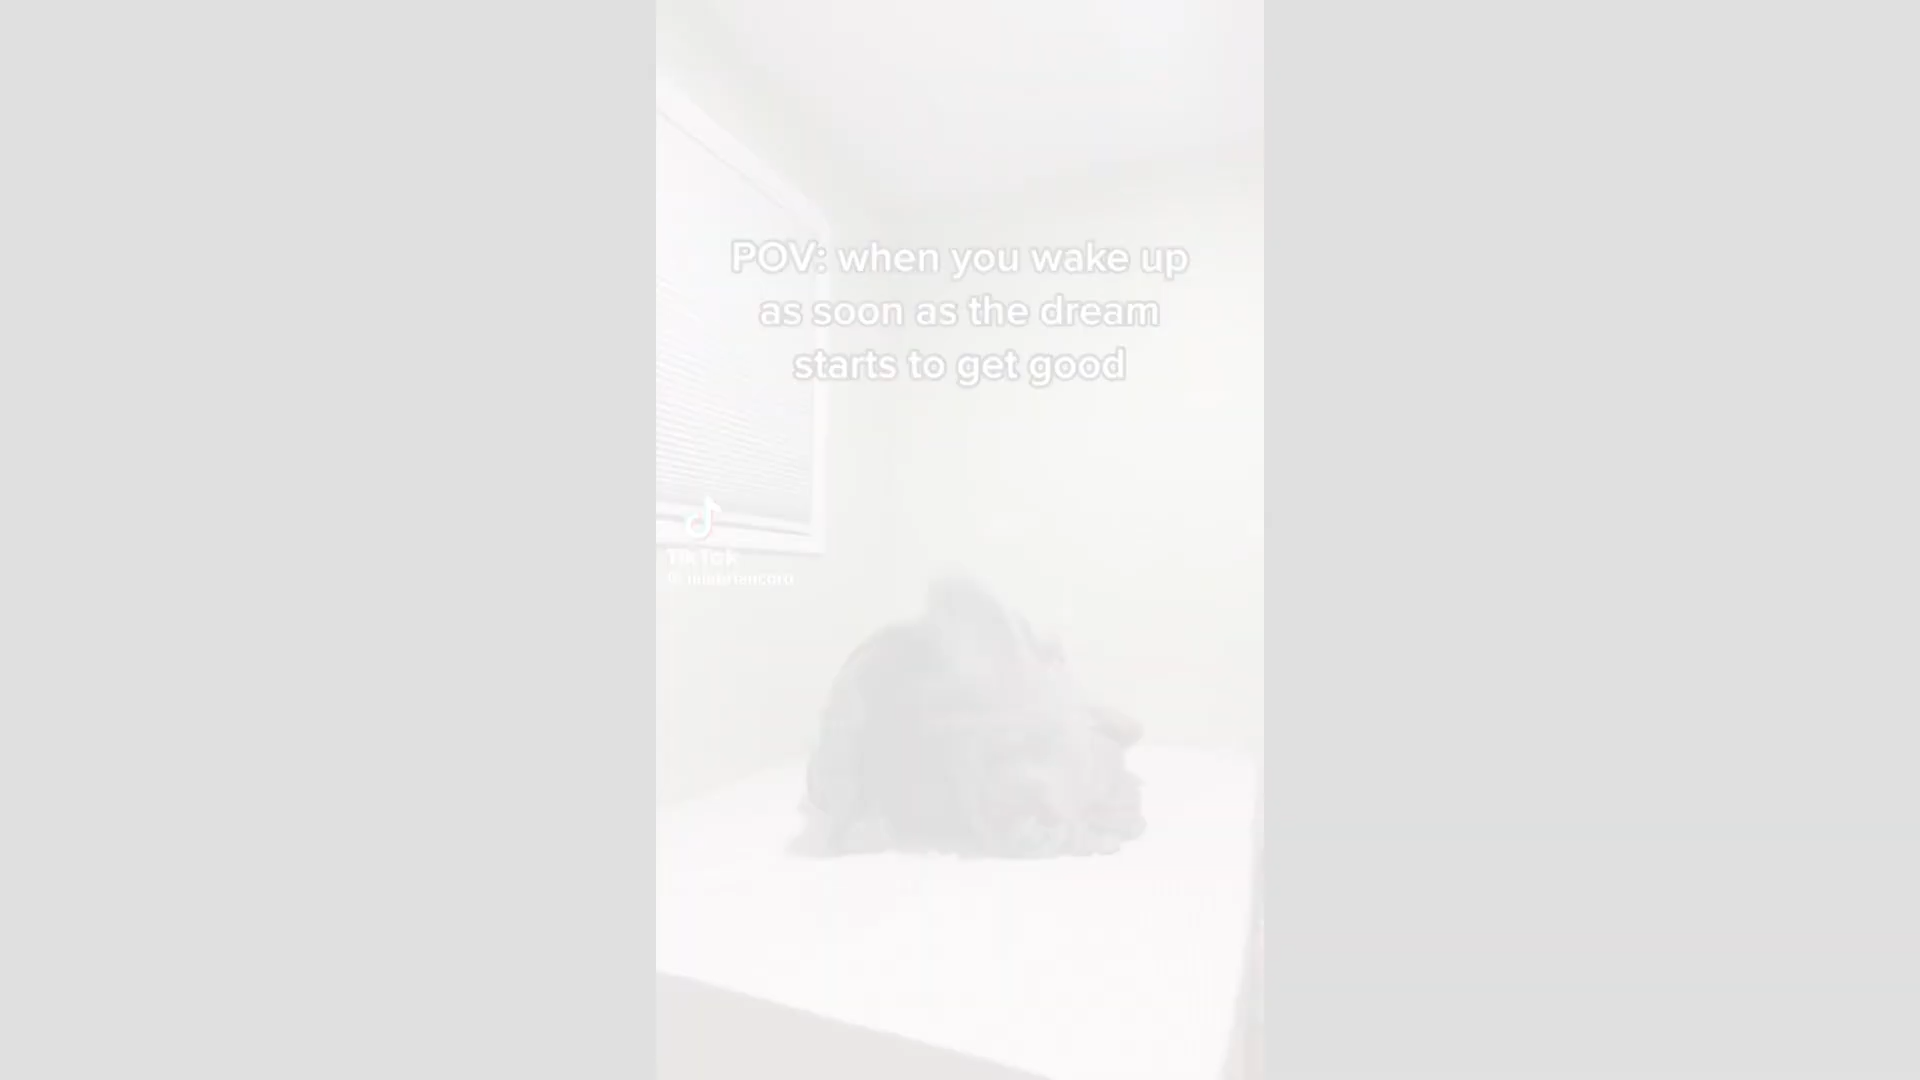 POV: when you wake up
as soon as the dream
starts to get good
TikTok